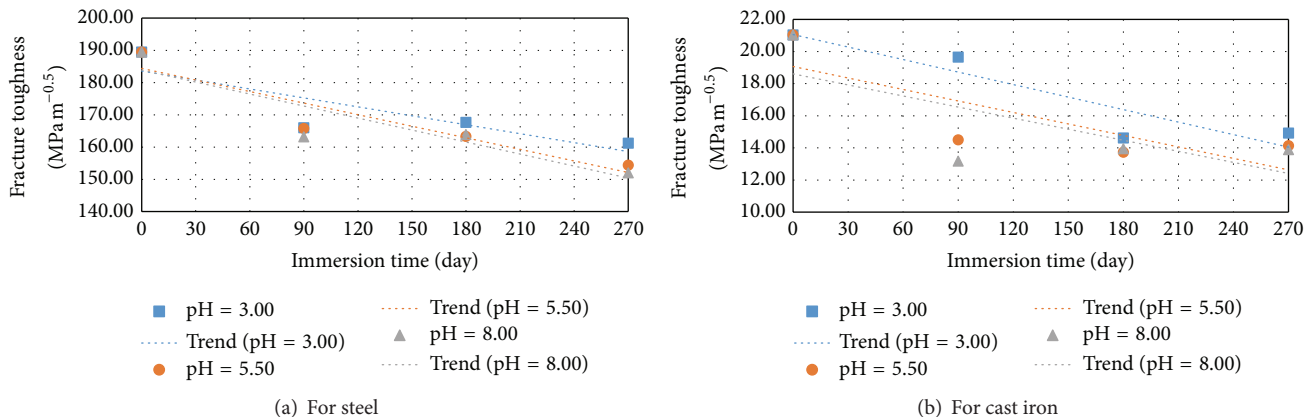 Fracture toughness
(MPa m−0.5)
200.00
190.00
180.00
170.00
160.00
150.00
140.00
0 30 60 90 120 150 180 210 240 270
Immersion time (day)
pH = 3.00
Trend (pH = 3.00)
pH = 5.50
Trend (pH = 5.50)
pH = 8.00
Trend (pH = 8.00)
(a) For steel
Fracture toughness
(MPa m−0.5)
22.00
20.00
18.00
16.00
14.00
12.00
10.00
0 30 60 90 120 150 180 210 240 270
Immersion time (day)
pH = 3.00
Trend (pH = 3.00)
pH = 5.50
Trend (pH = 5.50)
pH = 8.00
Trend (pH = 8.00)
(b) For cast iron